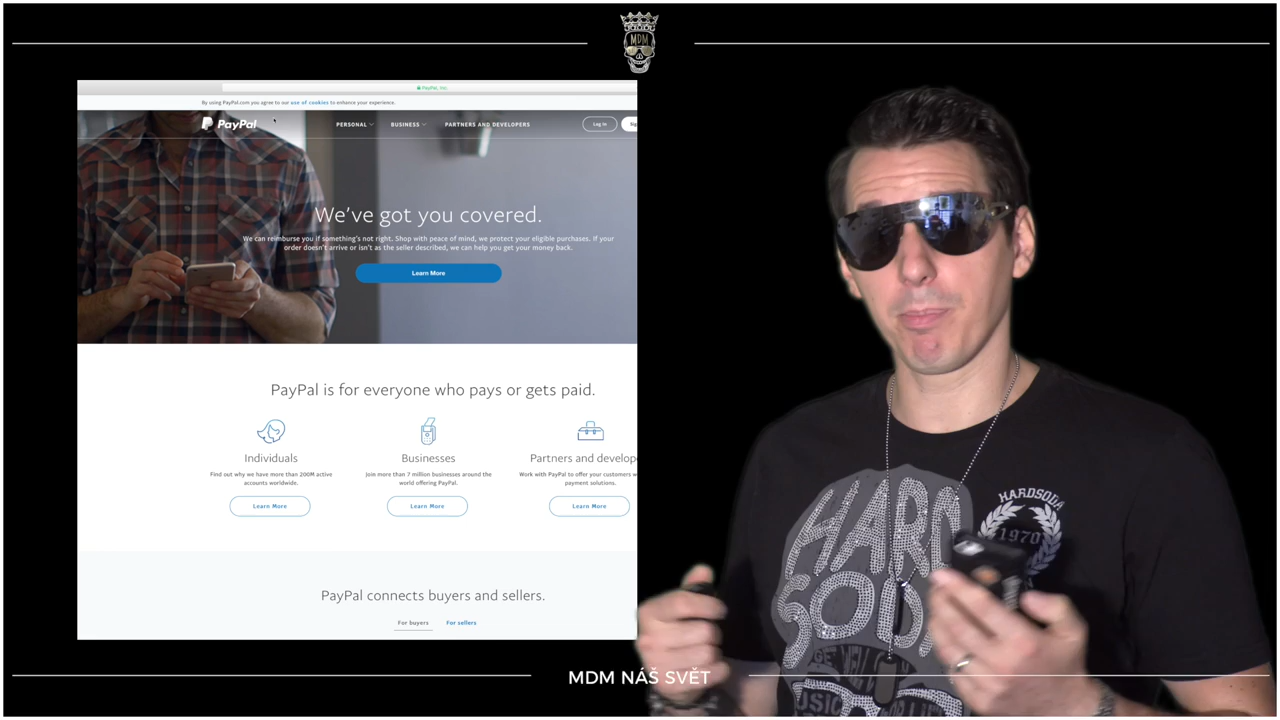 MDM
PayPal, Inc.
By using PayPal.com you agree to our use of cookies to enhance your experience.
PayPal
PERSONAL
BUSINESS
PARTNERS AND DEVELOPERS
Log In
We've got you covered.
We can reimburse you if something's not right. Shop with peace of mind, we protect your eligible purchases. If your
order doesn't arrive or isn't as the seller described, we can help you get your money back.
Learn More
PayPal is for everyone who pays or gets paid.
Individuals
Businesses
Partners and develop
Find out why we have more than 200M active
accounts worldwide.
Join more than 7 million businesses around the
world offering PayPal.
Work with PayPal to offer your customers
payment solutions.
Learn More
Learn More
Learn More
PayPal connects buyers and sellers.
For buyers
For sellers
HARD
SODA
HARDSODA
1970
MDM NÁŠ SVĚT